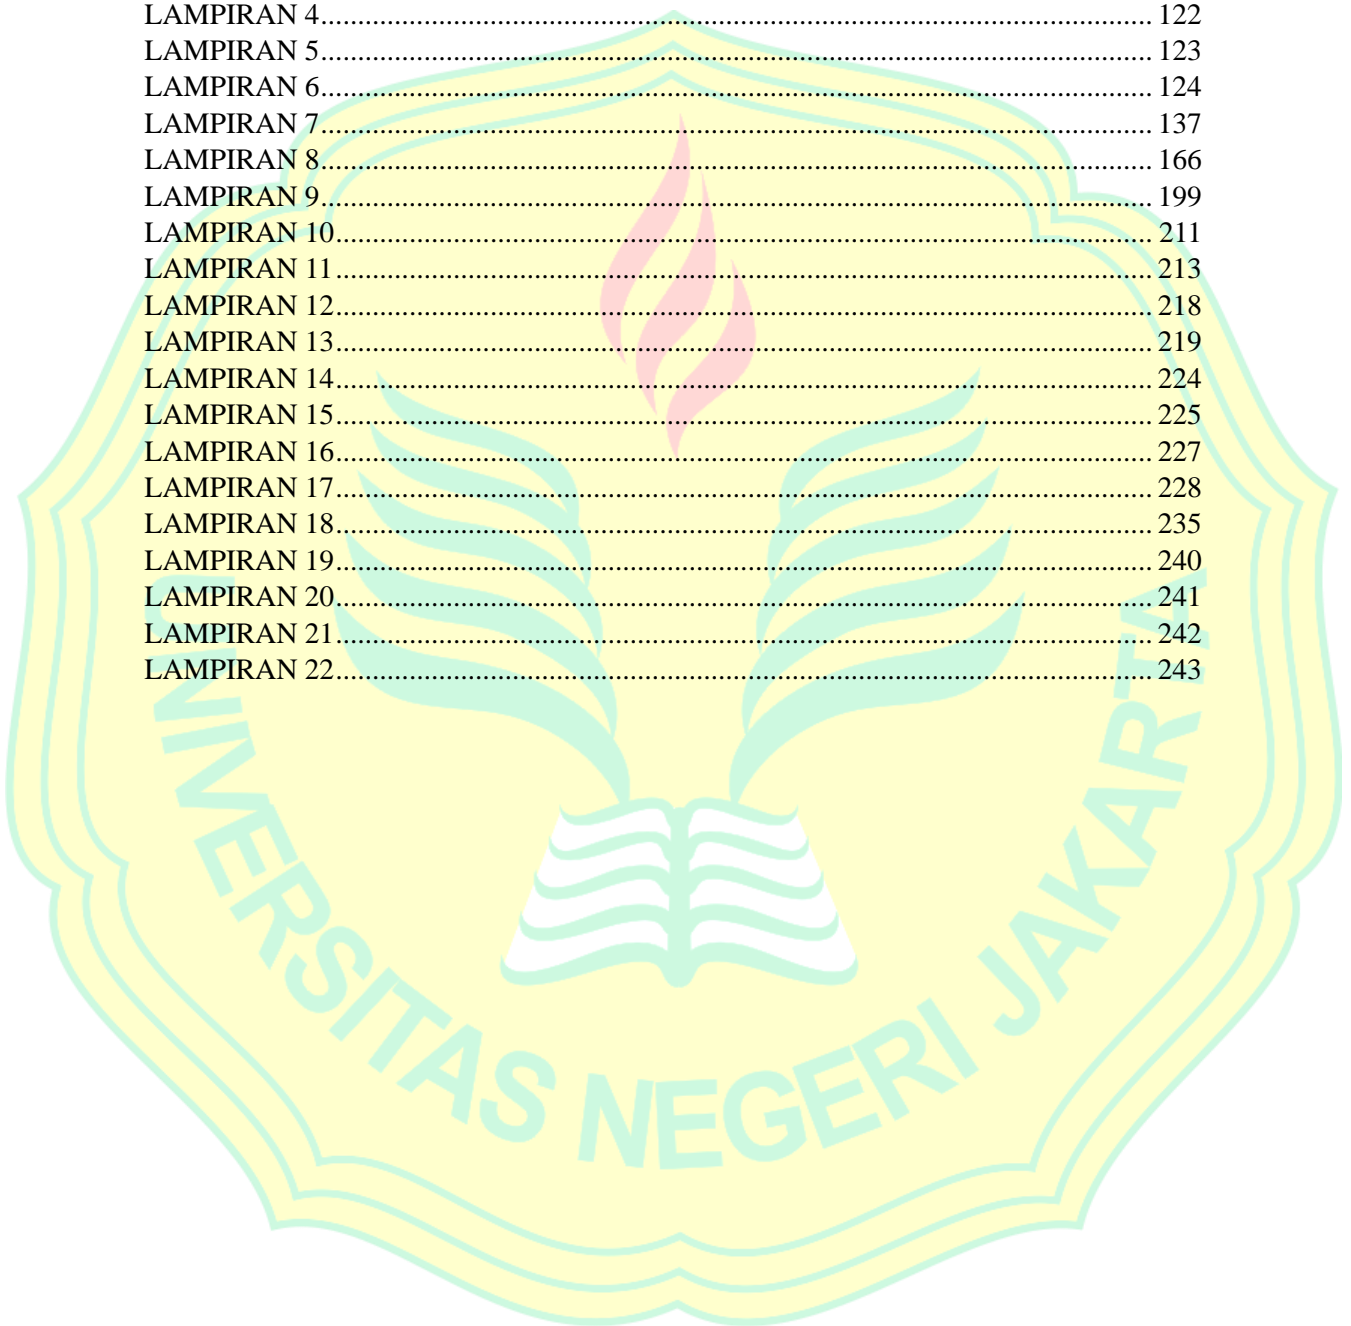 LAMPIRAN 4........................................................................................................................ 122
LAMPIRAN 5........................................................................................................................ 123
LAMPIRAN 6........................................................................................................................ 124
LAMPIRAN 7........................................................................................................................ 137
LAMPIRAN 8........................................................................................................................ 166
LAMPIRAN 9........................................................................................................................ 199
LAMPIRAN 10...................................................................................................................... 211
LAMPIRAN 11...................................................................................................................... 213
LAMPIRAN 12...................................................................................................................... 218
LAMPIRAN 13...................................................................................................................... 219
LAMPIRAN 14...................................................................................................................... 224
LAMPIRAN 15...................................................................................................................... 225
LAMPIRAN 16...................................................................................................................... 227
LAMPIRAN 17...................................................................................................................... 228
LAMPIRAN 18...................................................................................................................... 235
LAMPIRAN 19...................................................................................................................... 240
LAMPIRAN 20...................................................................................................................... 241
LAMPIRAN 21...................................................................................................................... 242
LAMPIRAN 22...................................................................................................................... 243
UNIVERSITAS NEGERI JAKARTA